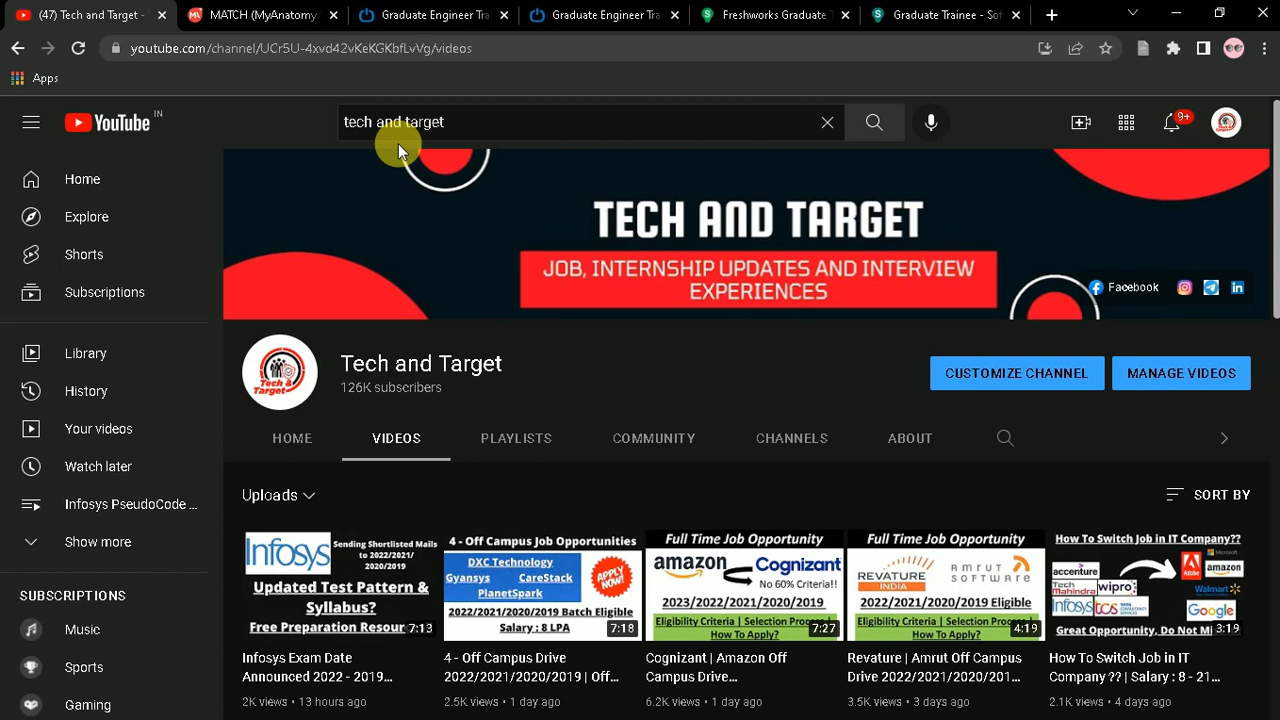 (47) Tech and Target -
MATCH (MyAnatomy
Graduate Engineer Tra
Graduate Engineer Tra
Freshworks Graduate T
Graduate Trainee - Sof
youtube.com/channel/UCr5U-4xvd42vKeKGKbfLvVg/videos
Apps
YouTube IN
tech and target
9+
Home
Explore
Shorts
Subscriptions
Library
History
Your videos
Watch later
Infosys PseudoCode ...
Show more
SUBSCRIPTIONS
Music
Sports
Gaming
TECH AND TARGET
JOB, INTERNSHIP UPDATES AND INTERVIEW
EXPERIENCES
Facebook
Tech &
Target
Tech and Target
126K subscribers
CUSTOMIZE CHANNEL
MANAGE VIDEOS
HOME
VIDEOS
PLAYLISTS
COMMUNITY
CHANNELS
ABOUT
Uploads
SORT BY
Infosys
Sending Shortlisted Mails
to 2022/2021/
2020/2019
Updated Test Pattern &
Syllabus?
Free Preparation Resour
7:13
Infosys Exam Date
Announced 2022 - 2019...
2K views • 13 hours ago
4 - Off Campus Job Opportunities
DXC Technology
Gyansys CareStack
PlanetSpark
APPLY
NOW!
2022/2021/2020/2019 Batch Eligible
Salary : 8 LPA
7:18
4 - Off Campus Drive
2022/2021/2020/2019 | Off...
2.5K views • 1 day ago
Full Time Job Opportunity
amazon
Cognizant
No 60% Criteria!!
2023/2022/2021/2020/2019
Eligibility Criteria | Selection Process |
How To Apply?
7:27
Cognizant | Amazon Off
Campus Drive...
6.2K views • 1 day ago
Full Time Job Opportunity
REVATURE
INDIA
AMRUT
SOFTWARE
2022/2021/2020/2019 Eligible
Eligibility Criteria | Selection Process |
How To Apply?
4:19
Revature | Amrut Off Campus
Drive 2022/2021/2020/201...
3.5K views • 3 days ago
How To Switch Job in IT Company??
accenture
Tech
Mahindra
wipro
Infosys
tcs
Adobe
Microsoft
amazon
Walmart
Google
Great Opportunity, Do Not Mi
3:19
How To Switch Job in IT
Company ?? | Salary : 8 - 21...
2.1K views • 4 days ago